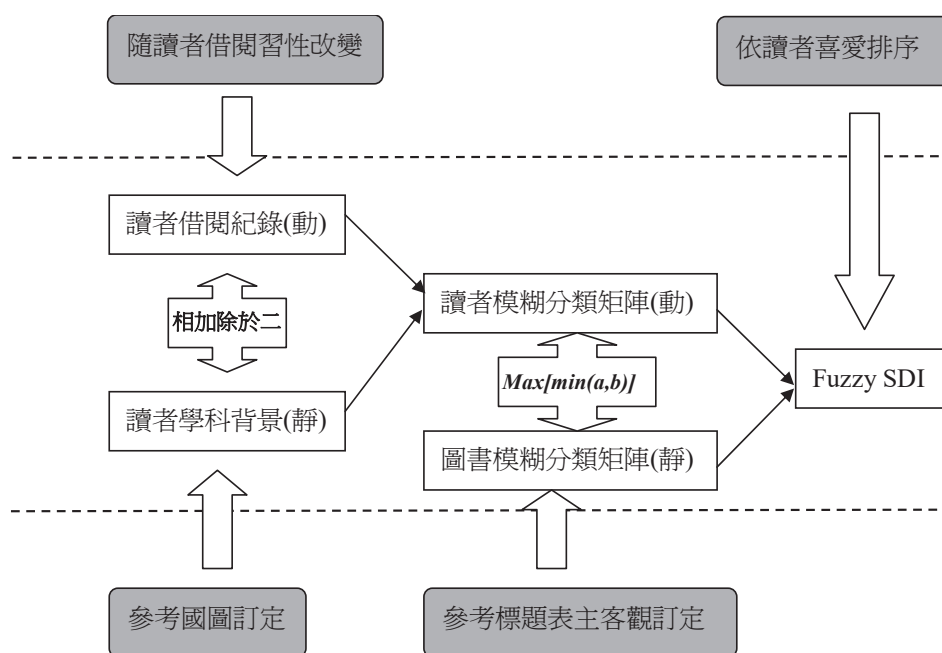 隨讀者借閱習性改變
依讀者喜愛排序
讀者借閱紀錄(動)
相加除於二
讀者學科背景(靜)
讀者模糊分類矩陣(動)
Max[min(a,b)]
圖書模糊分類矩陣(靜)
Fuzzy SDI
參考國圖訂定
參考標題表主客觀訂定